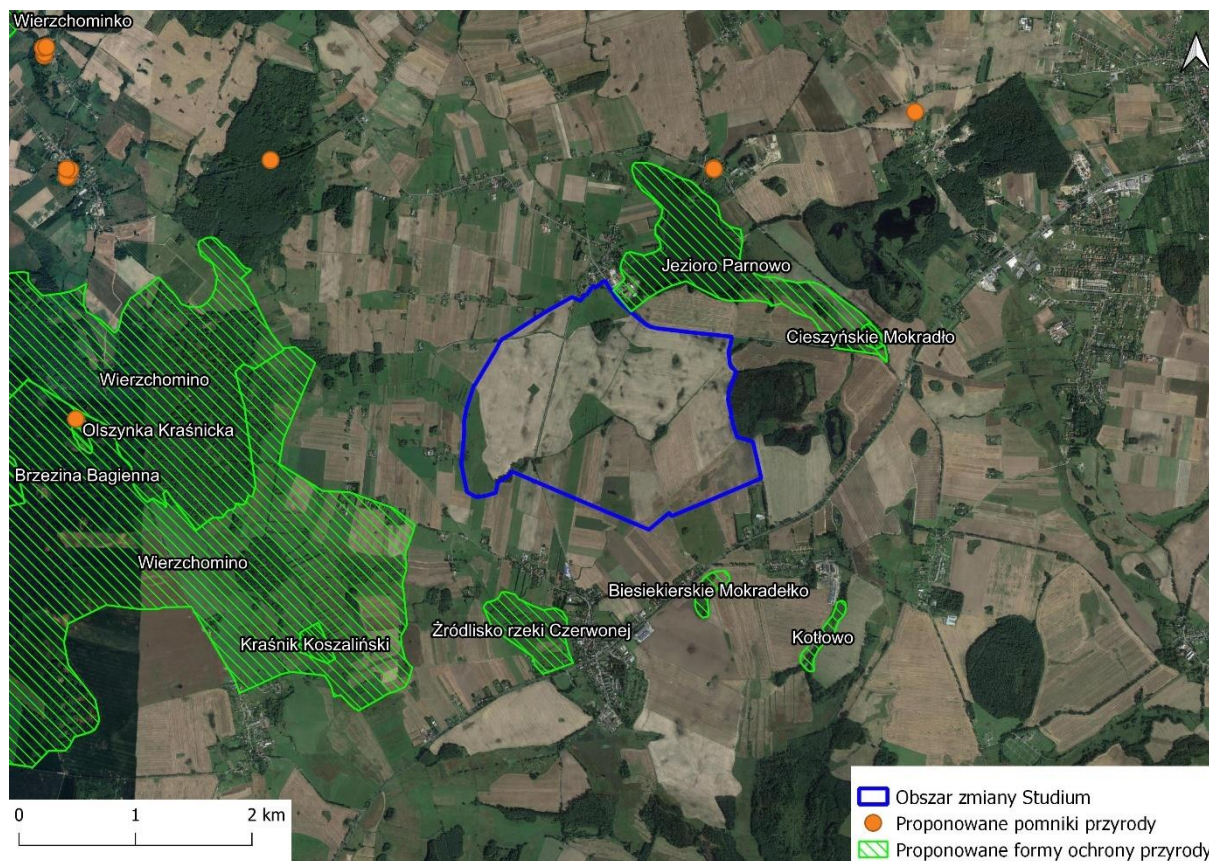 Wierzchominko
Jezioro Parnowo
Cieszyńskie Mokradło
Wierzchomino
Olszynka Kraśnicka
Brzezina Bagienna
Wierzchomino
Biesiekierskie Mokradełko
Źródlisko rzeki Czerwonej
Kotłowo
Kraśnik Koszaliński
0 1 2 km
Obszar zmiany Studium
Proponowane pomniki przyrody
Proponowane formy ochrony przyrody